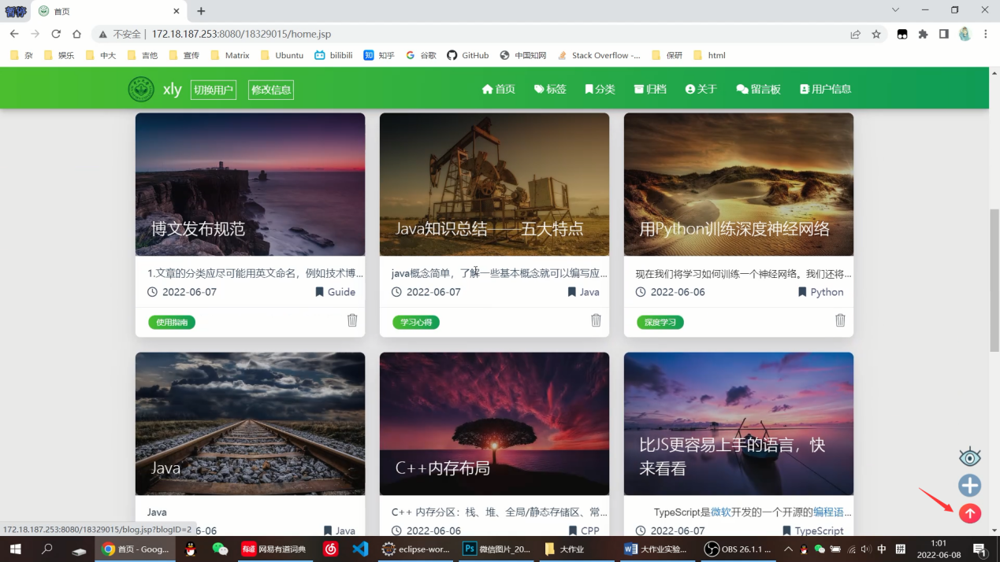 暂停
首页
不安全 | 172.18.187.253:8080/18329015/home.jsp
杂 娱乐 中大 吉他 宣传 Matrix Ubuntu bilibili 知 知乎 谷歌 GitHub 中国知网 Stack Overflow -... 保研 html
xly 切换用户 修改信息 首页 标签 分类 归档 关于 留言板 用户信息
博文发布规范
Java知识总结——五大特点
用Python训练深度神经网络
1.文章的分类应尽可能用英文命名，例如技术博...
java概念简单，了解一些基本概念就可以编写应...
现在我们将学习如何训练一个神经网络。我们还将...
2022-06-07 Guide
2022-06-07 Java
2022-06-06 Python
使用指南
学习心得
深度学习
Java
C++内存布局
比JS更容易上手的语言，快
来看看
Java
C++ 内存分区：栈、堆、全局/静态存储区、常...
TypeScript是微软开发的一个开源的编程语...
172.18.187.253:8080/18329015/blog.jsp?blogID=2
-06 Java
2022-06-06 CPP
2022-06-06 TypeScript
首页 - Goog... 有道 网易有道词典 eclipse-wor... Ps 微信图片_20... 大作业 大作业实验... OBS 26.1.1 ... 中 拼 1:01
2022-06-08
1